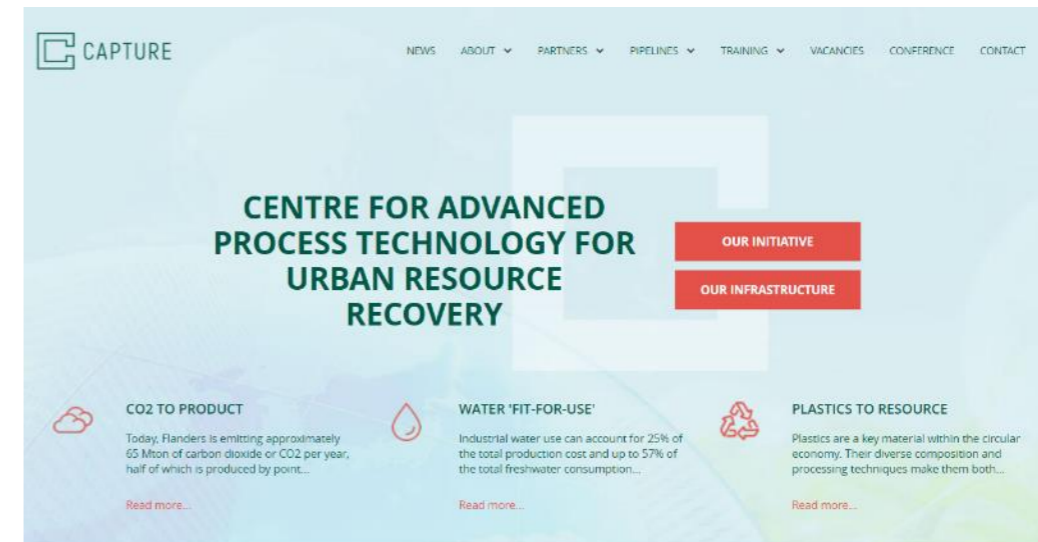 CAPTURE
NEWS ABOUT PARTNERS PIPELINES TRAINING VACANCIES CONFERENCE CONTACT
CENTRE FOR ADVANCED
PROCESS TECHNOLOGY FOR
URBAN RESOURCE
RECOVERY
OUR INITIATIVE
OUR INFRASTRUCTURE
CO2 TO PRODUCT
Today, Flanders is emitting approximately
65 Mton of carbon dioxide or CO2 per year,
half of which is produced by point...
Read more...
WATER 'FIT-FOR-USE'
Industrial water use can account for 25% of
the total production cost and up to 57% of
the total freshwater consumption...
Read more...
PLASTICS TO RESOURCE
Plastics are a key material within the circular
economy. Their diverse composition and
processing techniques make them both...
Read more...